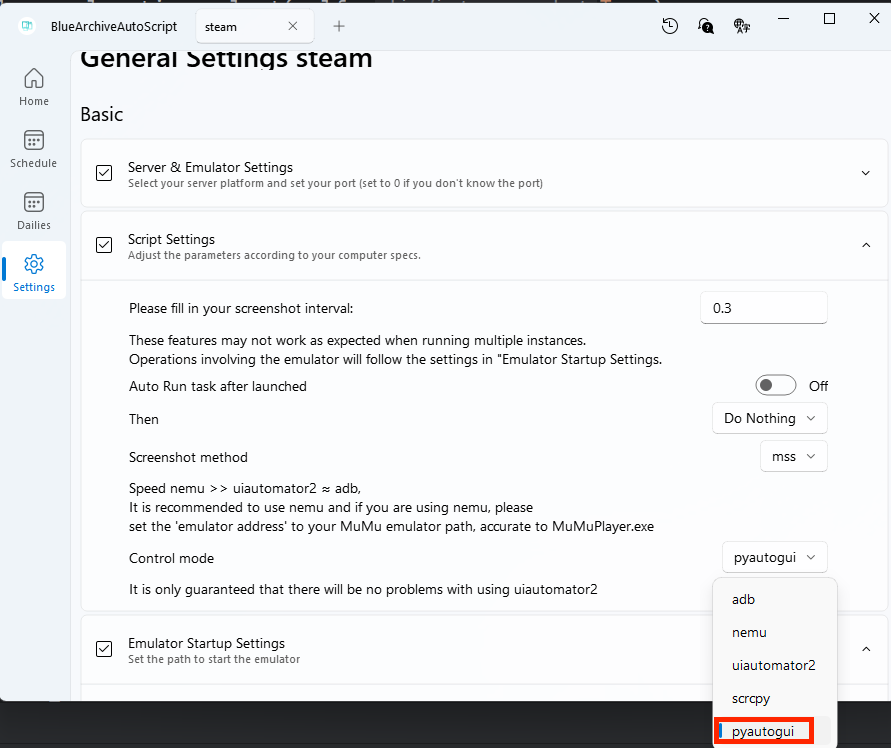 BlueArchiveAutoScript
steam
General Settings steam
Home
Schedule
Dailies
Settings
Basic
Server & Emulator Settings
Select your server platform and set your port (set to 0 if you don't know the port)
Script Settings
Adjust the parameters according to your computer specs.
Please fill in your screenshot interval:
0.3
These features may not work as expected when running multiple instances.
Operations involving the emulator will follow the settings in "Emulator Startup Settings.
Auto Run task after launched
Off
Then
Do Nothing
Screenshot method
mss
Speed nemu >> uiautomator2 ≈ adb,
It is recommended to use nemu and if you are using nemu, please
set the 'emulator address' to your MuMu emulator path, accurate to MuMuPlayer.exe
Control mode
pyautogui
It is only guaranteed that there will be no problems with using uiautomator2
adb
nemu
uiautomator2
scrcpy
pyautogui
Emulator Startup Settings
Set the path to start the emulator